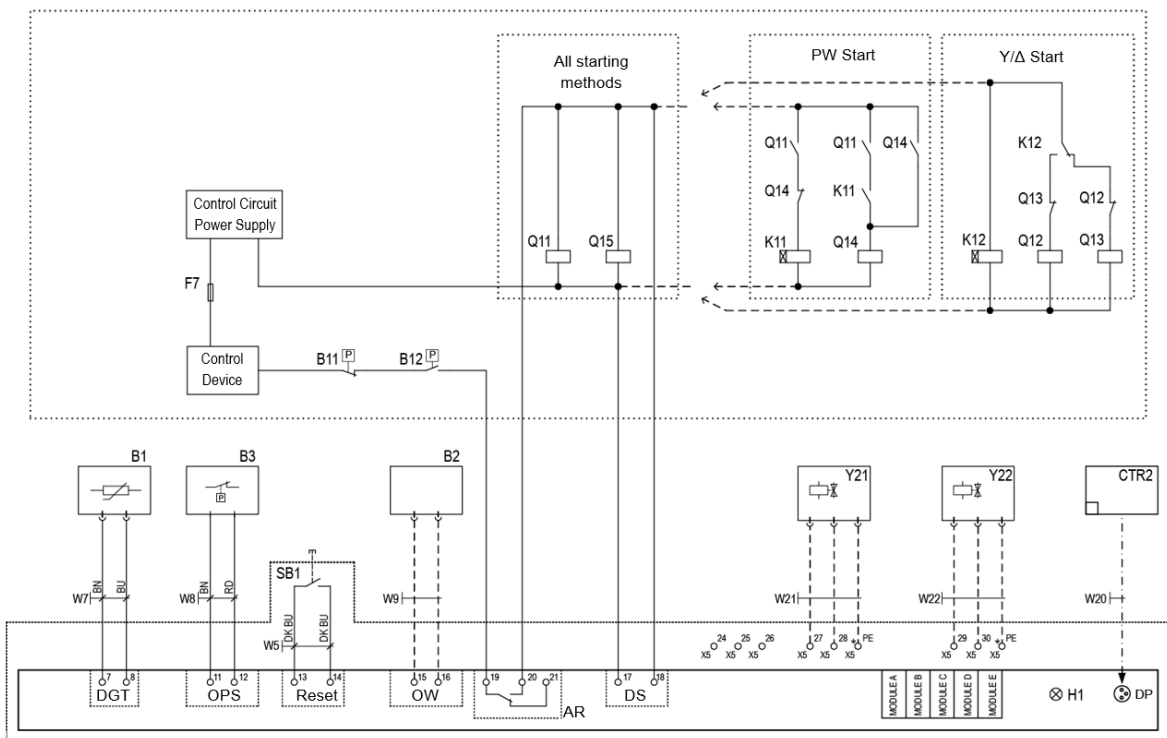 All starting
methods
PW Start
Y/Δ Start
Q11
Q11
Q14
K12
Q14
K11
Q13
Q12
Control Circuit
Power Supply
Q11
Q15
K11
Q14
K12
Q12
Q13
F7
Control
Device
B11
P
B12
P
B1
B3
P
B2
Y21
Y22
CTR2
SB1
W7
BN
BU
W8
BN
RD
W5
DK BU
DK BU
W9
W21
W22
W20
24
X5
25
X5
26
X5
27
X5
28
X5
PE
X5
29
X5
30
X5
PE
X5
7
8
DGT
11
12
OPS
13
14
Reset
15
16
OW
19
20
21
AR
17
18
DS
MODULE A
MODULE B
MODULE C
MODULE D
MODULE E
H1
DP